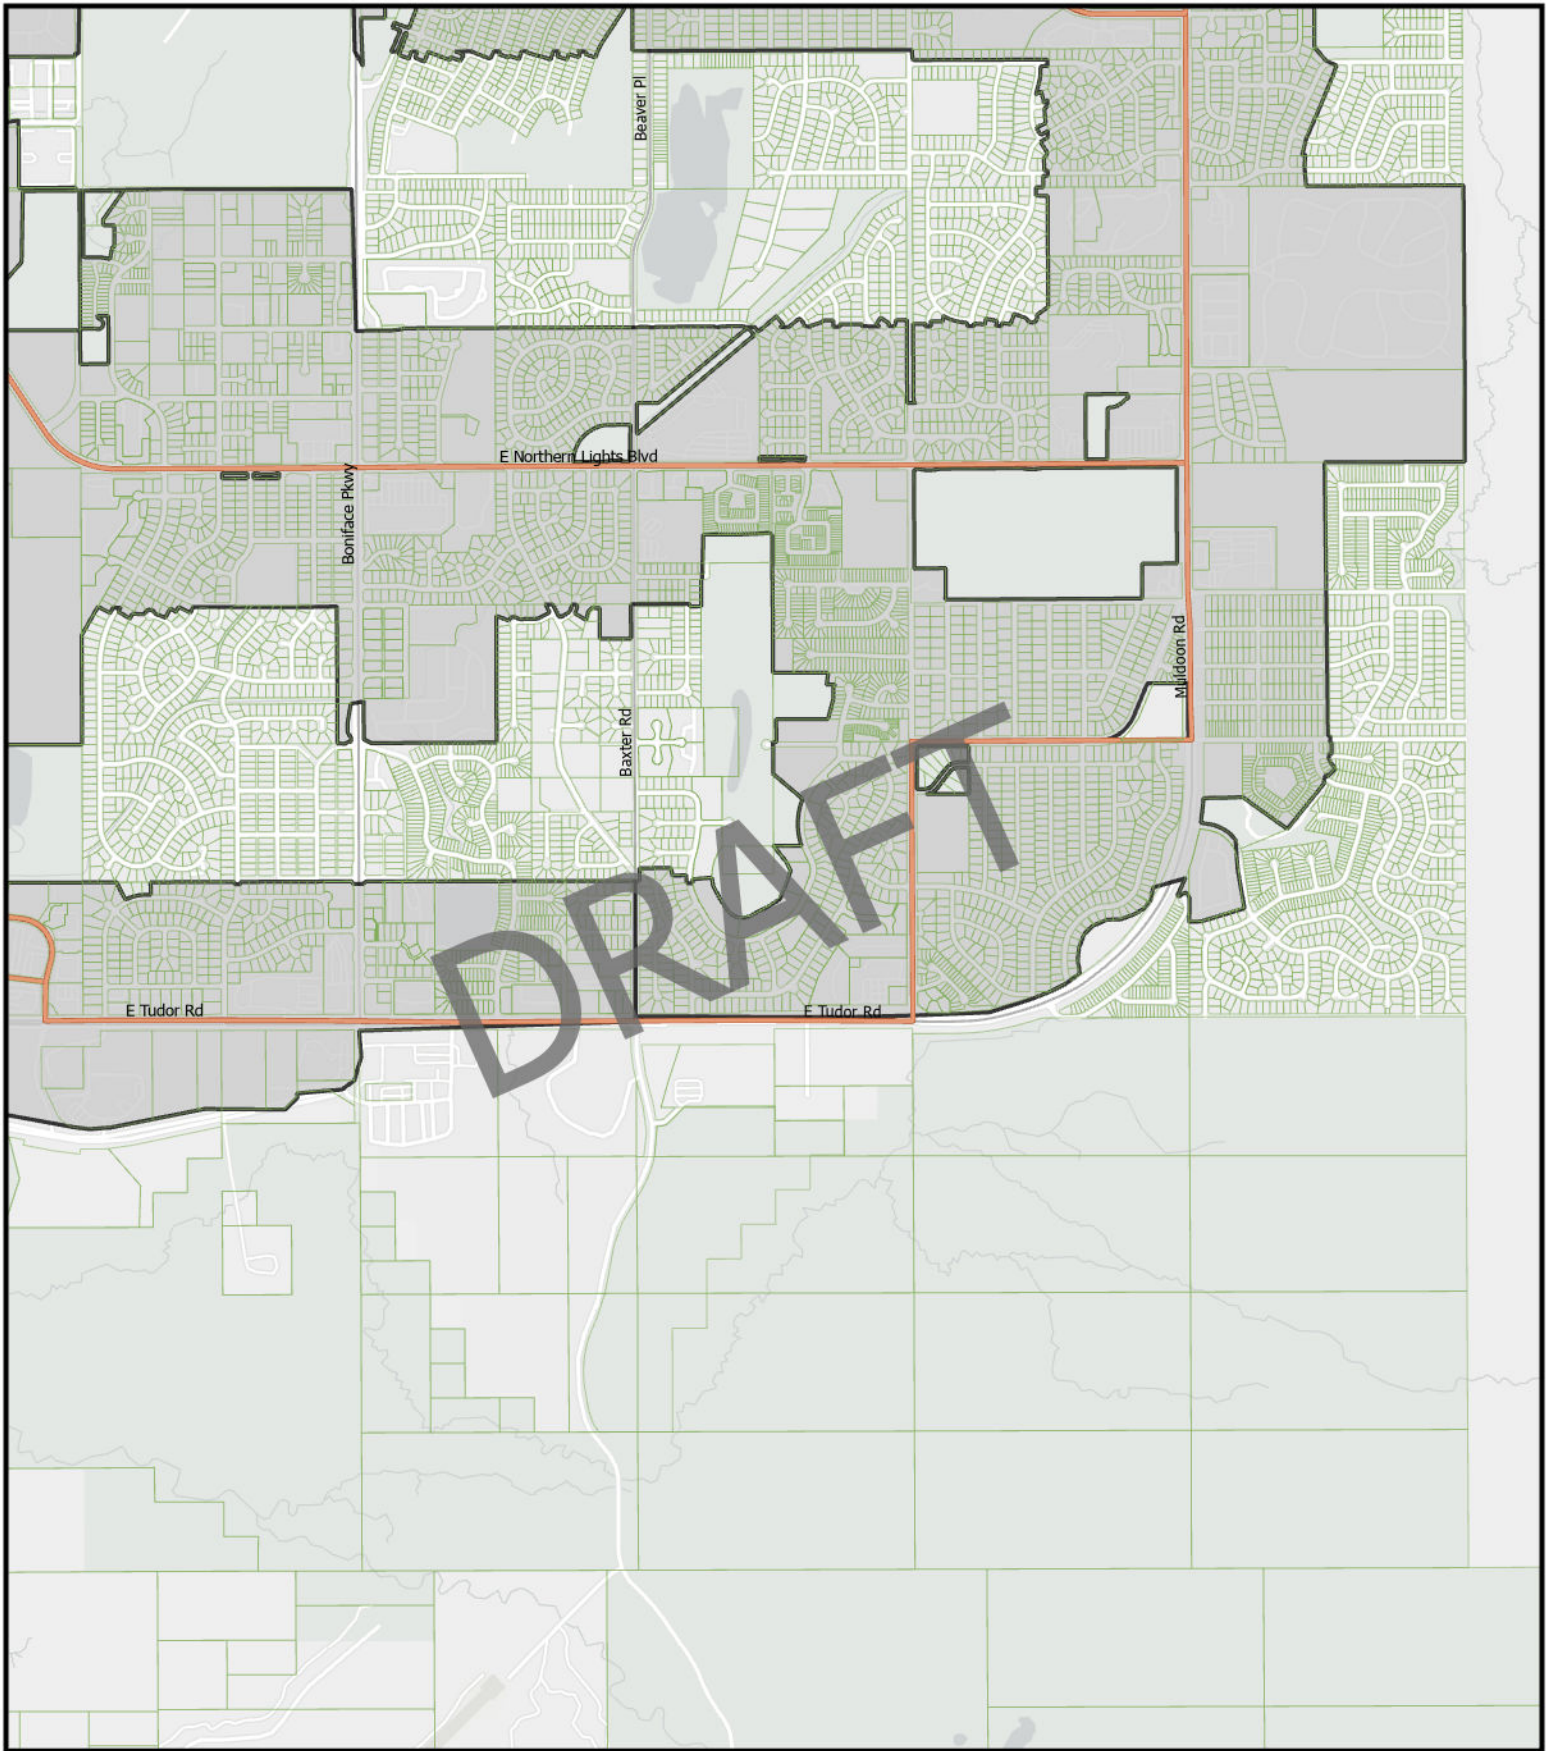 Beaver Pl
E Northern Lights Blvd
Boniface Pkwy
Muldoon Rd
Baxter Rd
DRAFT
E Tudor Rd
E Tudor Rd